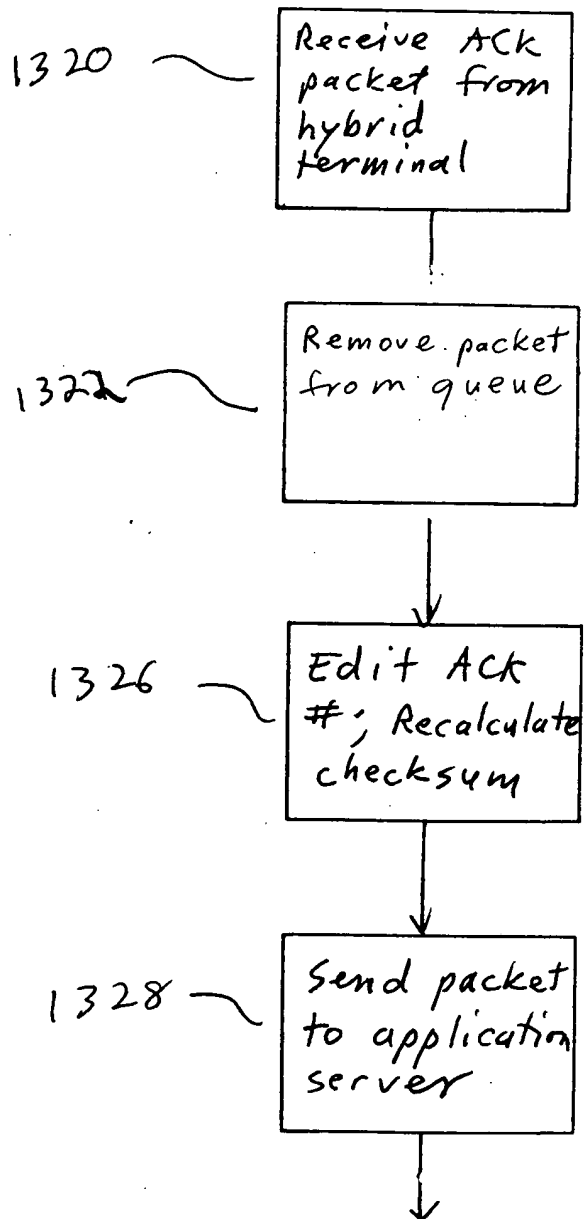 1320
Receive ACK
packet from
hybrid
terminal
1322
Remove packet
from queue
1326
Edit ACK
#; Recalculate
checksum
1328
Send packet
to application
server